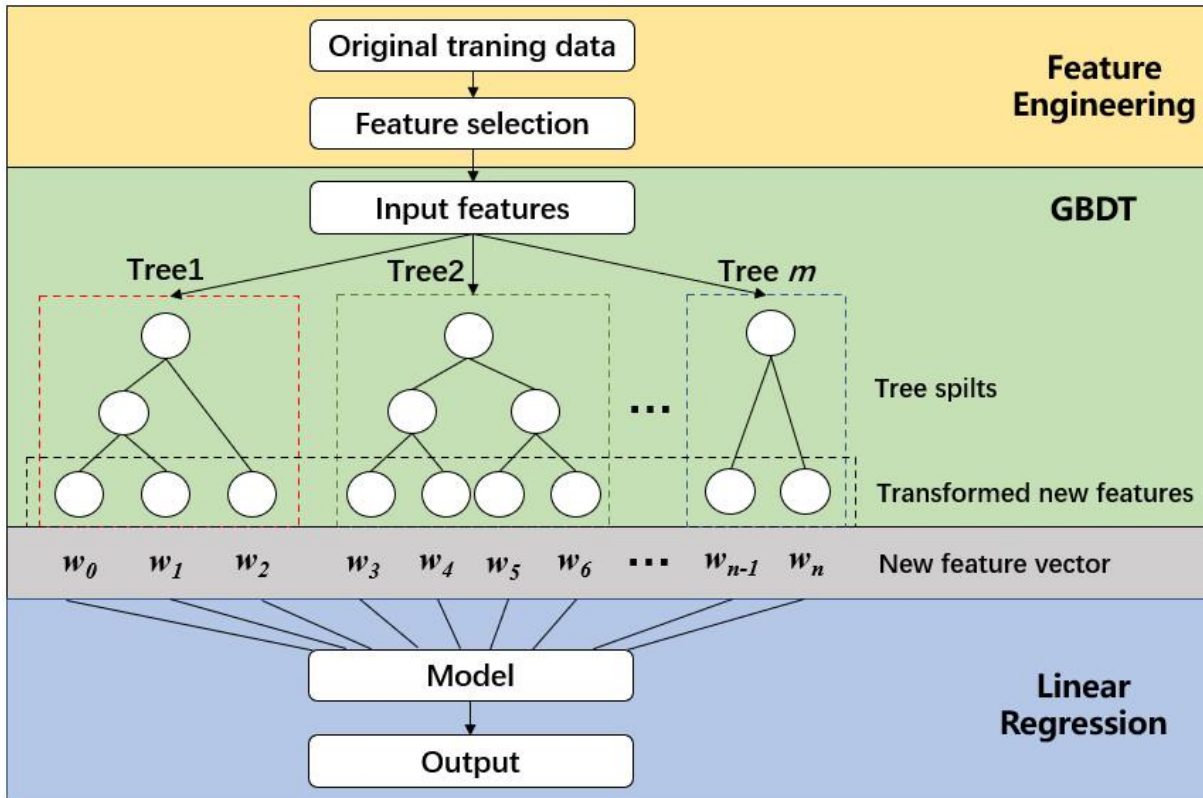 Original traning data
Feature
Engineering
Feature selection
Input features
GBDT
Tree1
Tree2
Tree m
...
Tree spilts
Transformed new features
w0 w1 w2 w3 w4 w5 w6 ... wn-1 wn
New feature vector
Model
Linear
Regression
Output